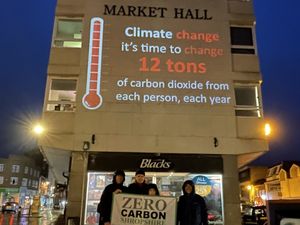 MARKET HALL
Climate change
it's time to change
12 tons
of carbon dioxide from
each person, each year
Blacks
ZERO
CARBON
SHROPSHIRE